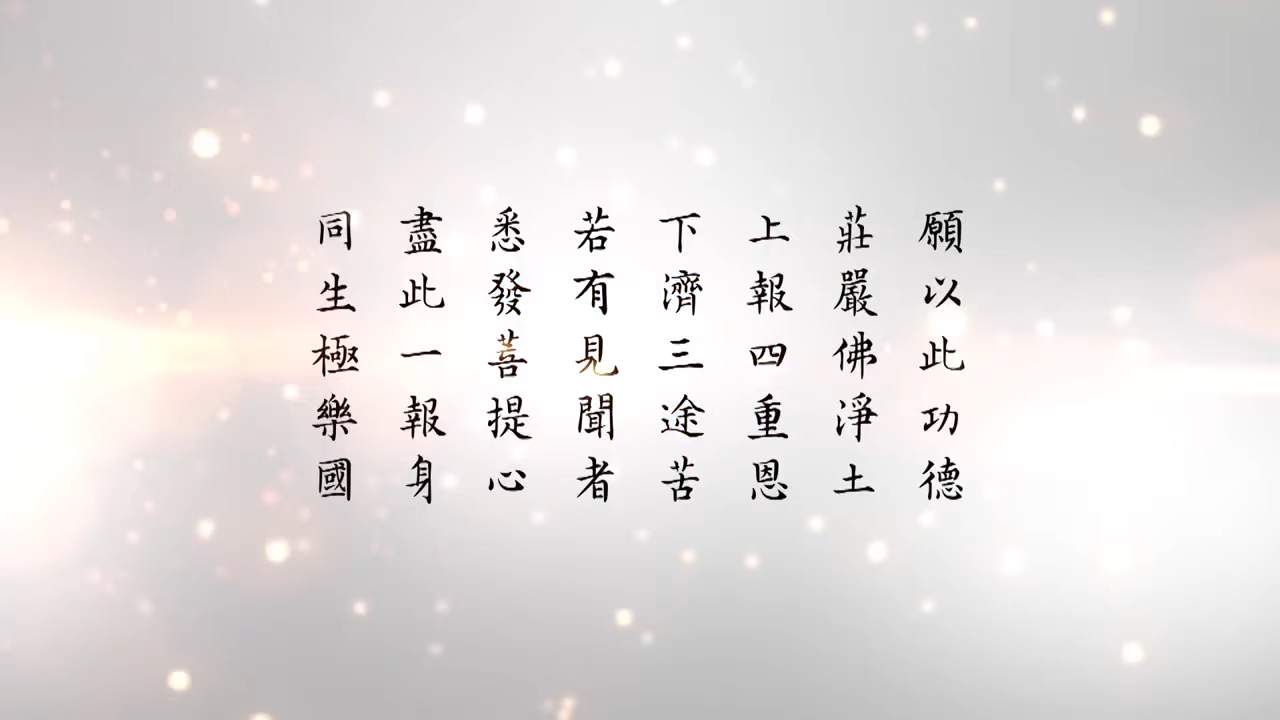 願以此功德
莊嚴佛淨土
上報四重恩
下濟三途苦
若有見聞者
悉發菩提心
盡此一報身
同生極樂國